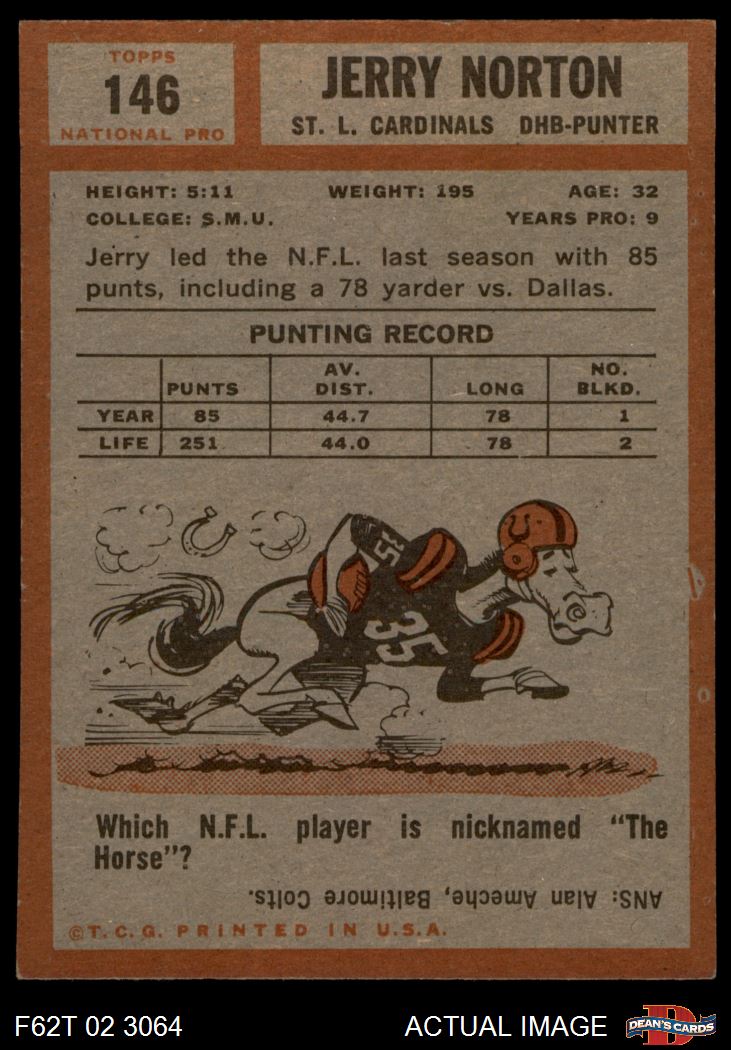 TOPPS
146
NATIONAL PRO
JERRY NORTON
ST. L. CARDINALS DHB-PUNTER
HEIGHT: 5:11 WEIGHT: 195 AGE: 32
COLLEGE: S.M.U. YEARS PRO: 9
Jerry led the N.F.L. last season with 85
punts, including a 78 yarder vs. Dallas.
PUNTING RECORD
PUNTS AV. DIST. LONG NO. BLKD.
YEAR 85 44.7 78 1
LIFE 251 44.0 78 2
35
35
Which N.F.L. player is nicknamed "The
Horse"?
ANS: Alan Ameche, Baltimore Colts.
©T.C.G. PRINTED IN U.S.A.
F62T 02 3064 ACTUAL IMAGE
D
DEAN'S CARDS